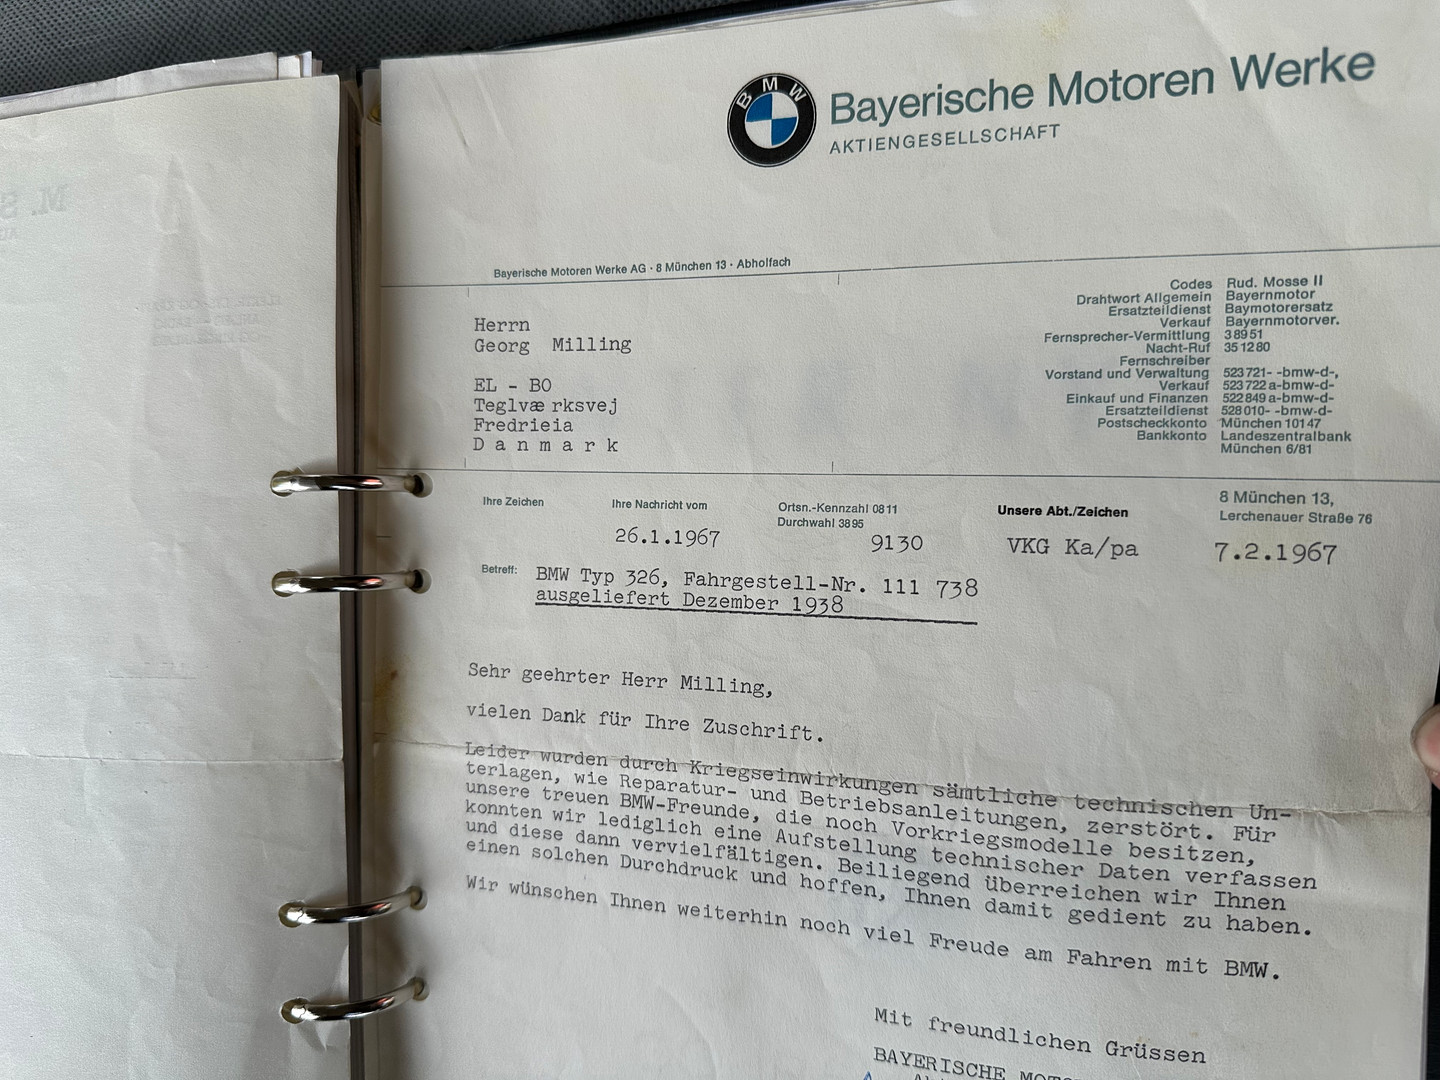 BMW
Bayerische Motoren Werke
AKTIENGESELLSCHAFT
Bayerische Motoren Werke AG · 8 München 13 · Abholfach
Herrn
Georg Milling
EL - BO
Teglvæ rksvej
Fredrieia
D a n m a r k
Codes Rud. Mosse II
Drahtwort Allgemein Bayernmotor
Ersatzteildienst Baymotorersatz
Verkauf Bayernmotorver.
Fernsprecher-Vermittlung 38951
Nacht-Ruf 351280
Fernschreiber
Vorstand und Verwaltung 523721- -bmw-d-,
Verkauf 523722 a-bmw-d-
Einkauf und Finanzen 522849 a-bmw-d-
Ersatzteildienst 528010- -bmw-d-
Postscheckkonto München 10147
Bankkonto Landeszentralbank
München 6/81
Ihre Zeichen
Ihre Nachricht vom
26.1.1967
Ortsn.-Kennzahl 0811
Durchwahl 3895
9130
Unsere Abt./Zeichen
VKG Ka/pa
8 München 13,
Lerchenauer Straße 76
7.2.1967
Betreff: BMW Typ 326, Fahrgestell-Nr. 111 738
ausgeliefert Dezember 1938
Sehr geehrter Herr Milling,
vielen Dank für Ihre Zuschrift.
Leider wurden durch Kriegseinwirkungen sämtliche technischen Un-
terlagen, wie Reparatur- und Betriebsanleitungen, zerstört. Für
unsere treuen BMW-Freunde, die noch Vorkriegsmodelle besitzen,
konnten wir lediglich eine Aufstellung technischer Daten verfassen
und diese dann vervielfältigen. Beiliegend überreichen wir Ihnen
einen solchen Durchdruck und hoffen, Ihnen damit gedient zu haben.
Wir wünschen Ihnen weiterhin noch viel Freude am Fahren mit BMW.
Mit freundlichen Grüssen
BAYERISCHE